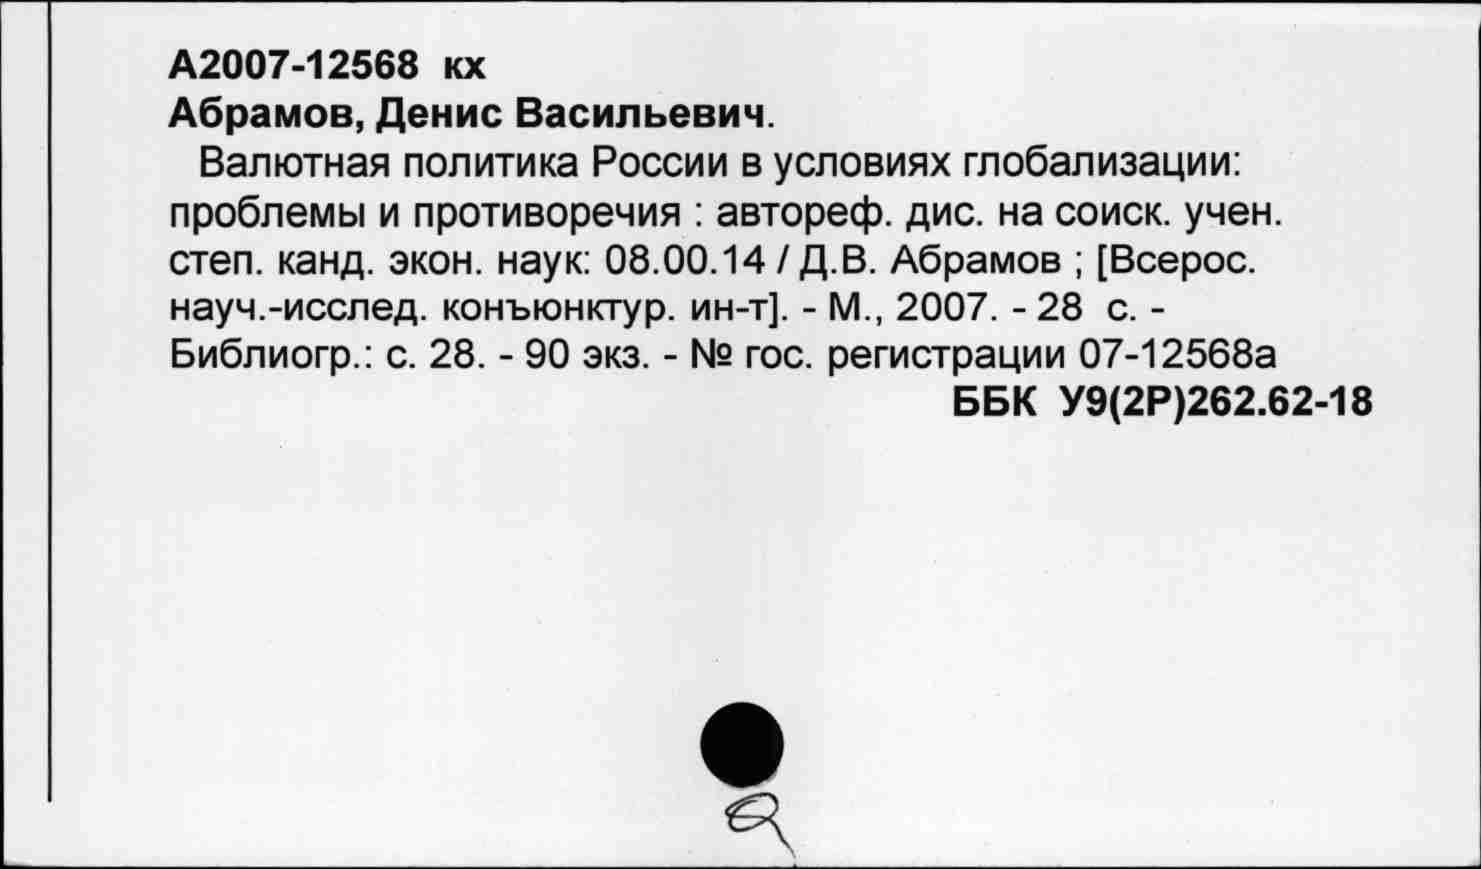 А2007-12568 кх
Абрамов, Денис Васильевич.
Валютная политика России в условиях глобализации:
проблемы и противоречия : автореф. дис. на соиск. учен.
степ. канд. экон. наук: 08.00.14 / Д.В. Абрамов ; [Всерос.
науч.-исслед. конъюнктур. ин-т]. - М., 2007. - 28 с. -
Библиогр.: с. 28. - 90 экз. - № гос. регистрации 07-12568а
ББК У9(2Р)262.62-18